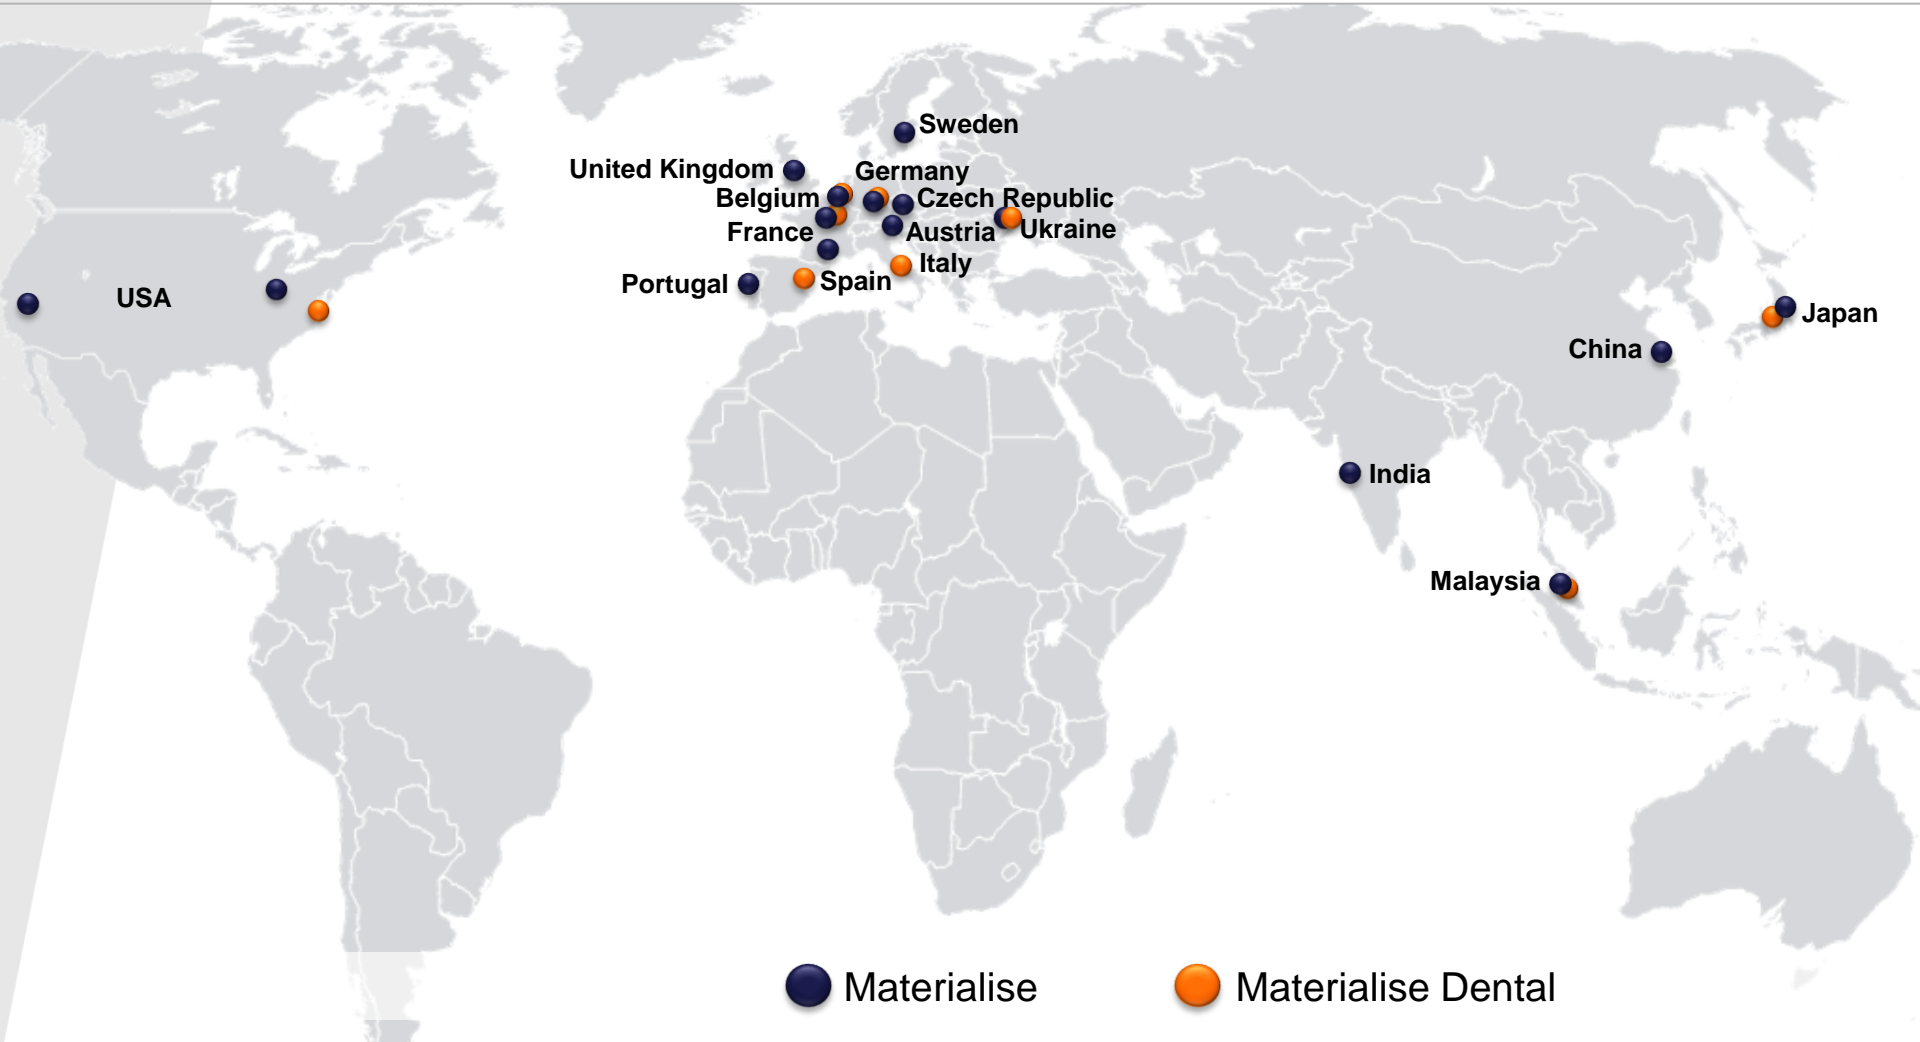 Sweden
United Kingdom
Germany
Belgium
Czech Republic
France
Austria
Ukraine
Italy
Portugal
Spain
USA
Japan
China
India
Malaysia
Materialise
Materialise Dental